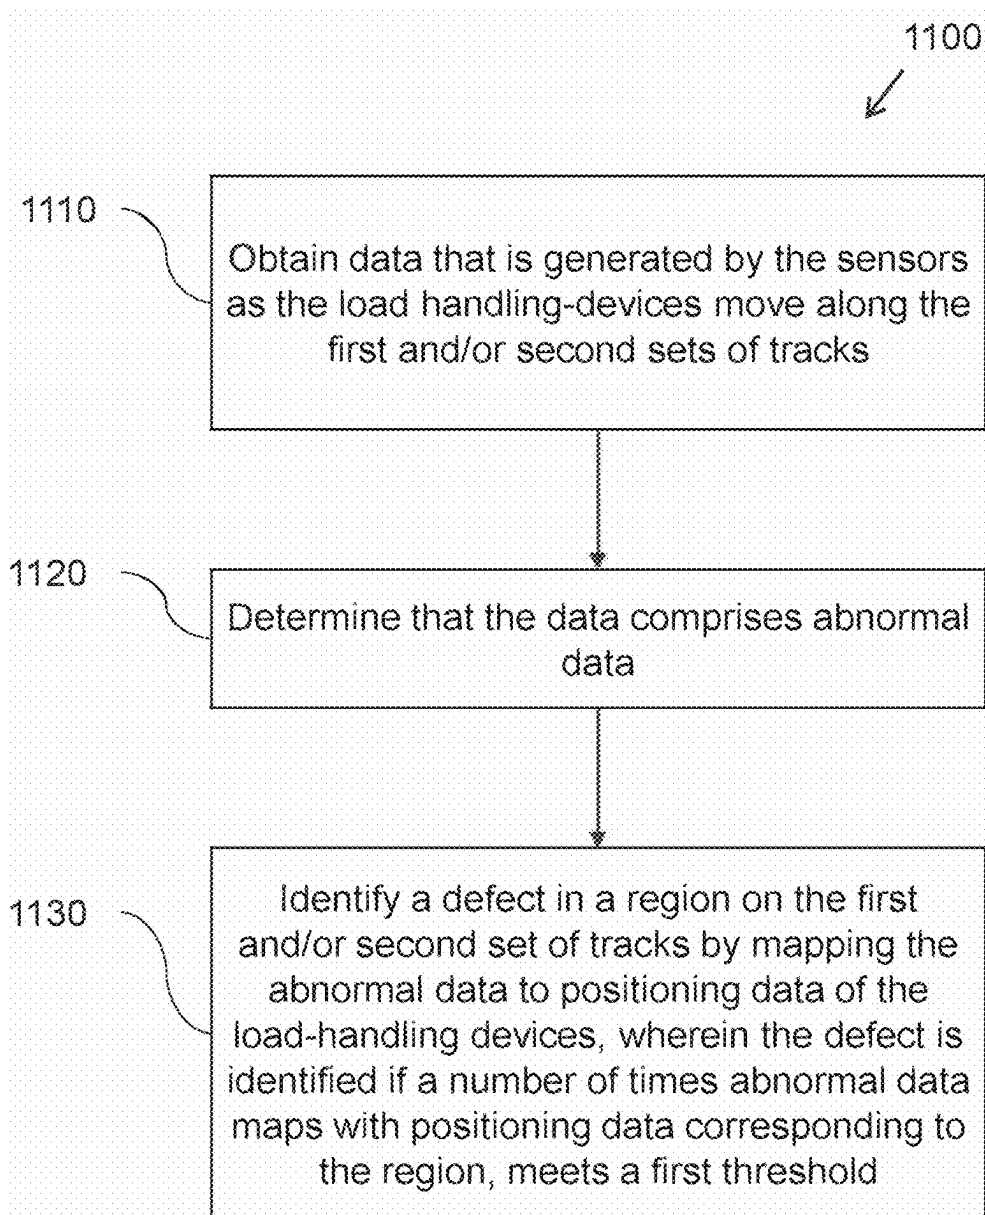 1100
1110
Obtain data that is generated by the sensors
as the load handling-devices move along the
first and/or second sets of tracks
1120
Determine that the data comprises abnormal
data
1130
Identify a defect in a region on the first
and/or second set of tracks by mapping the
abnormal data to positioning data of the
load-handling devices, wherein the defect is
identified if a number of times abnormal data
maps with positioning data corresponding to
the region, meets a first threshold